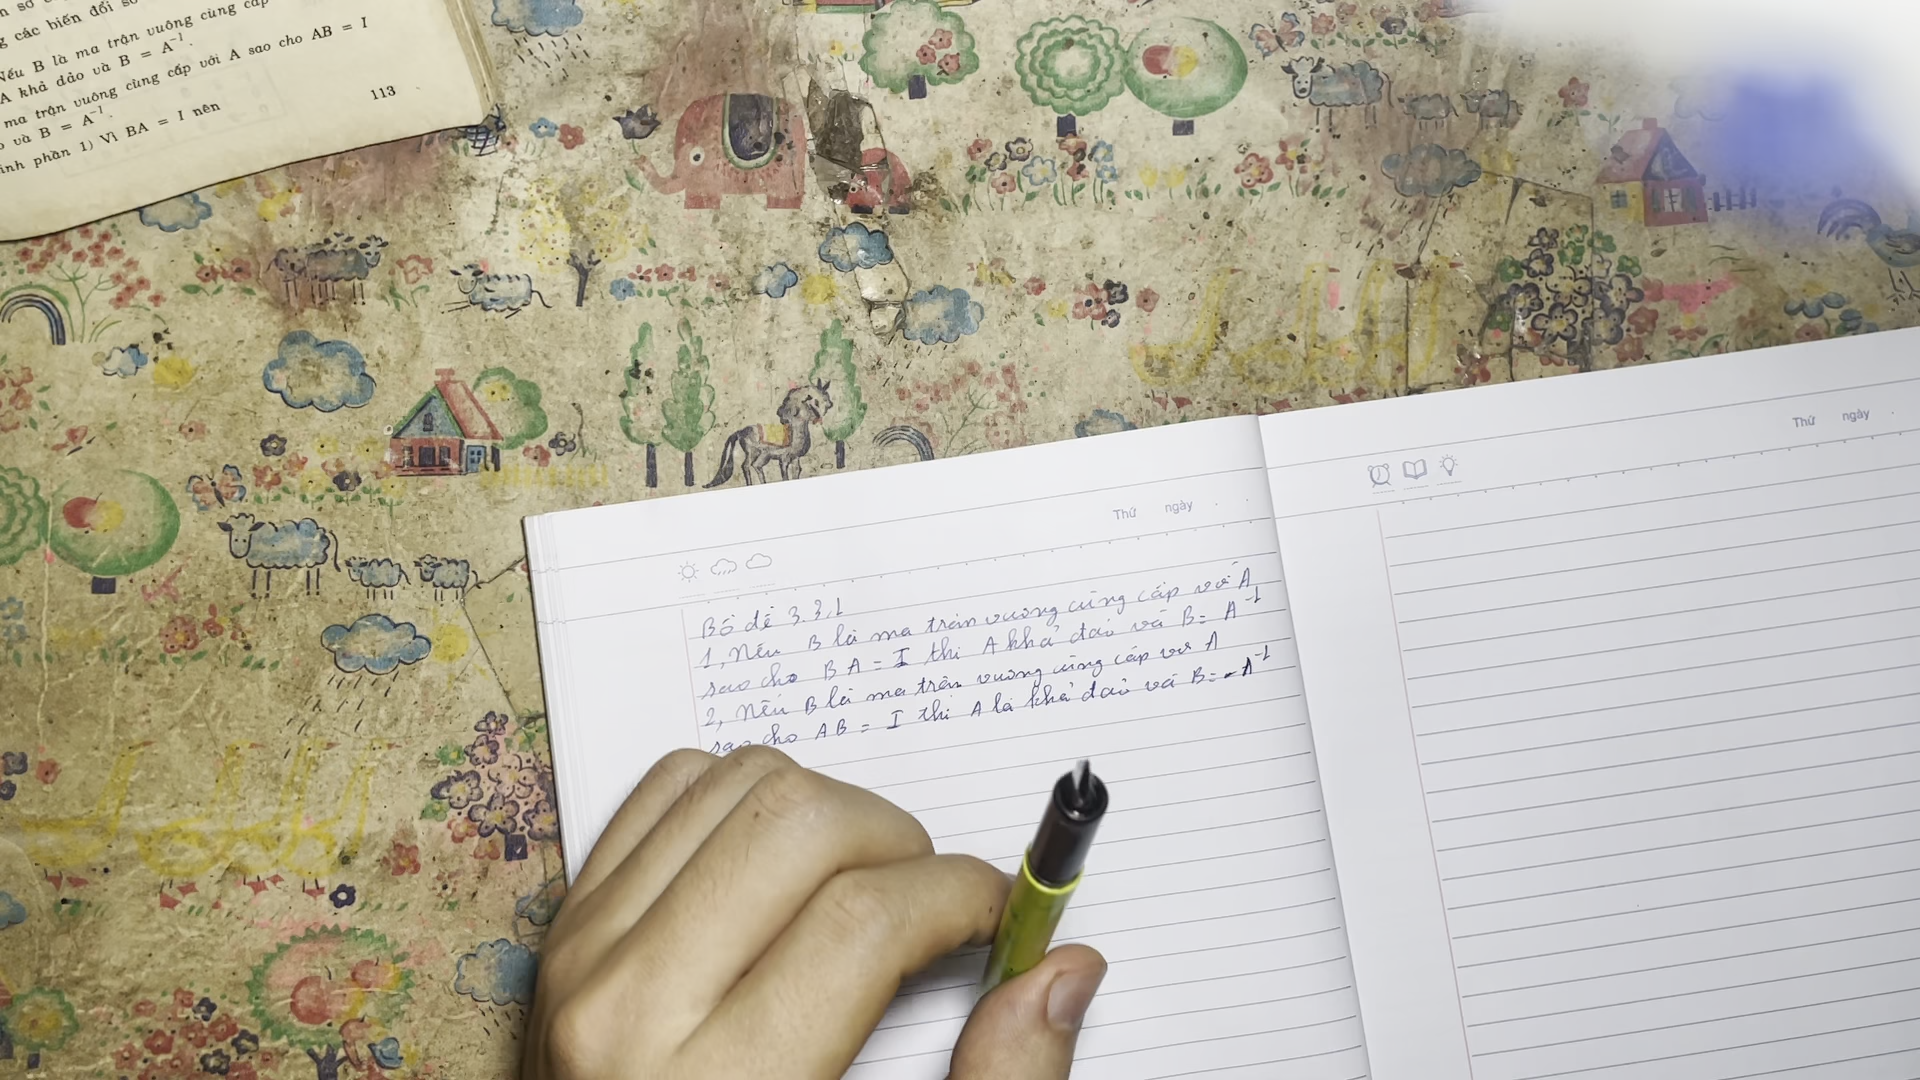 các biến đổi sơ
Nếu B là ma trận vuông cùng cấp
A khả đảo và B = A⁻¹.
ma trận vuông cùng cấp với A sao cho AB = I
và B = A⁻¹.
113
inh phần 1) Vì BA = I nên
Thứ ngày
Thứ ngày
Bổ đề 3.3.1
1, Nếu B là ma trận vuông cùng cấp với A
sao cho BA = I thì A khả đảo và B = A⁻¹
2, Nếu B là ma trận vuông cùng cấp với A
sao cho AB = I thì A là khả đảo và B = A⁻¹